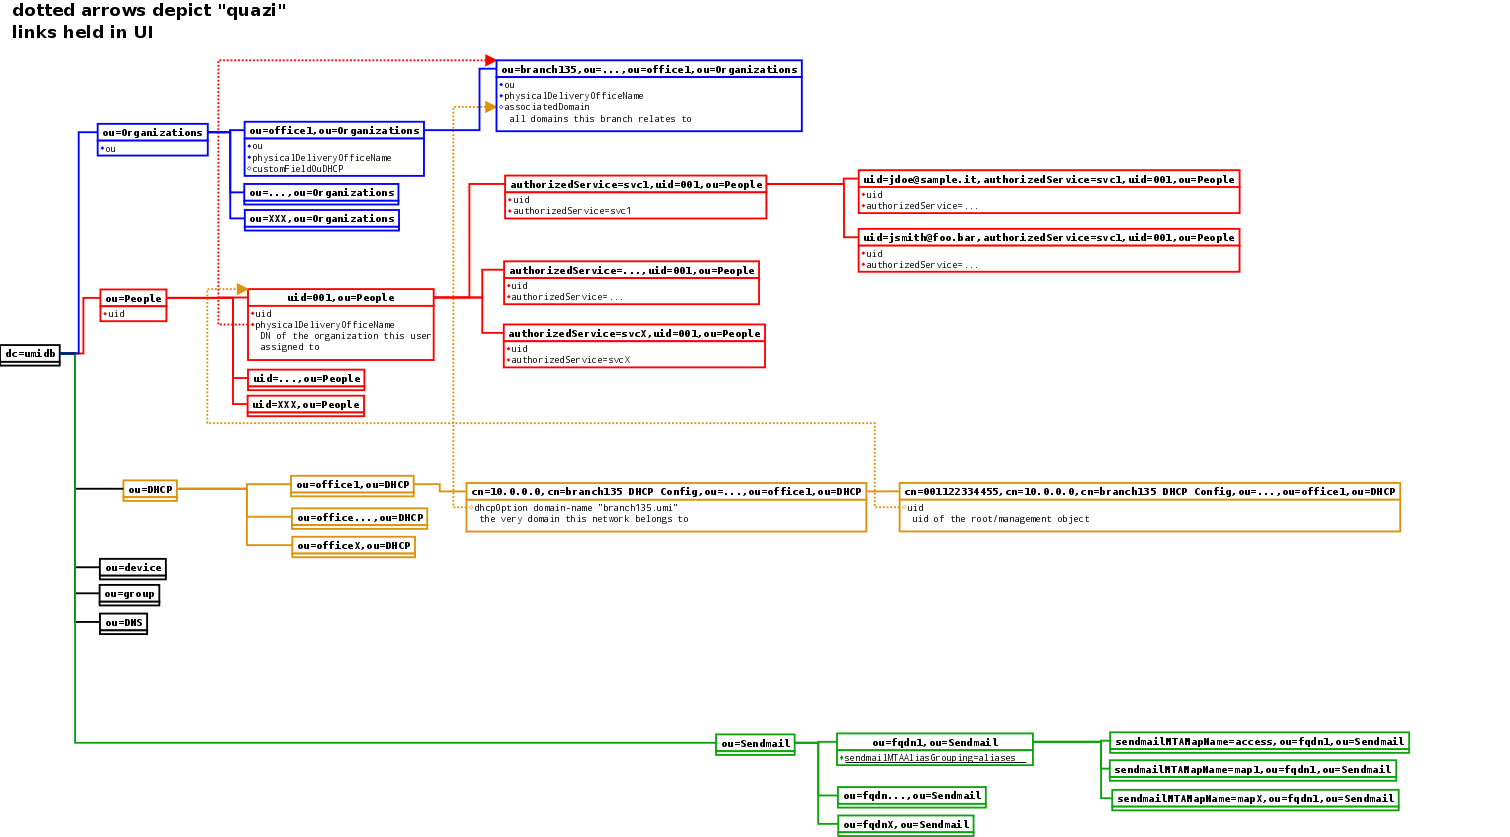 dotted arrows depict "quazi"
links held in UI
ou=branch135,ou=...,ou=office1,ou=Organizations
ou
physicalDeliveryOfficeName
associatedDomain
all domains this branch relates to
ou=Organizations
ou
ou=office1,ou=Organizations
ou
physicalDeliveryOfficeName
customFieldOuDHCP
ou=...,ou=Organizations
ou=XXX,ou=Organizations
authorizedService=svc1,uid=001,ou=People
uid
authorizedService=svc1
uid=jdoe@sample.it,authorizedService=svc1,uid=001,ou=People
uid
authorizedService=...
uid=jsmith@foo.bar,authorizedService=svc1,uid=001,ou=People
uid
authorizedService=...
authorizedService=...,uid=001,ou=People
uid
authorizedService=...
authorizedService=svcX,uid=001,ou=People
uid
authorizedService=svcX
ou=People
uid
uid=001,ou=People
uid
physicalDeliveryOfficeName
DN of the organization this user
assigned to
uid=...,ou=People
uid=XXX,ou=People
dc=umidb
ou=DHCP
ou=office1,ou=DHCP
ou=office...,ou=DHCP
ou=officeX,ou=DHCP
cn=10.0.0.0,cn=branch135 DHCP Config,ou=...,ou=office1,ou=DHCP
dhcpOption domain-name "branch135.umi"
the very domain this network belongs to
cn=001122334455,cn=10.0.0.0,cn=branch135 DHCP Config,ou=...,ou=office1,ou=DHCP
uid
uid of the root/management object
ou=device
ou=group
ou=DNS
ou=Sendmail
ou=fqdn1,ou=Sendmail
sendmailMTAAliasGrouping=aliases
ou=fqdn...,ou=Sendmail
ou=fqdnX,ou=Sendmail
sendmailMTAMapName=access,ou=fqdn1,ou=Sendmail
sendmailMTAMapName=map1,ou=fqdn1,ou=Sendmail
sendmailMTAMapName=mapX,ou=fqdn1,ou=Sendmail